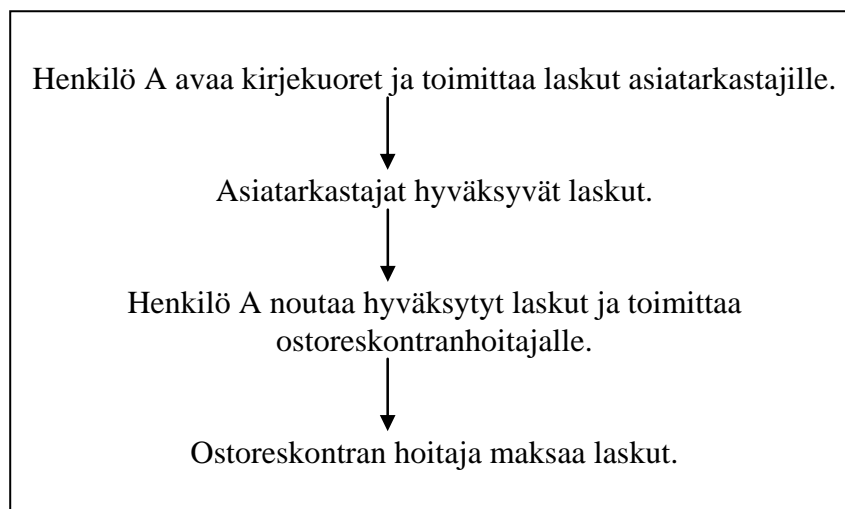 Henkilö A avaa kirjekuoret ja toimittaa laskut asiatarkastajille.
Asiatarkastajat hyväksyvät laskut.
Henkilö A noutaa hyväksytyt laskut ja toimittaa
ostoreskontranhoitajalle.
Ostoreskontran hoitaja maksaa laskut.